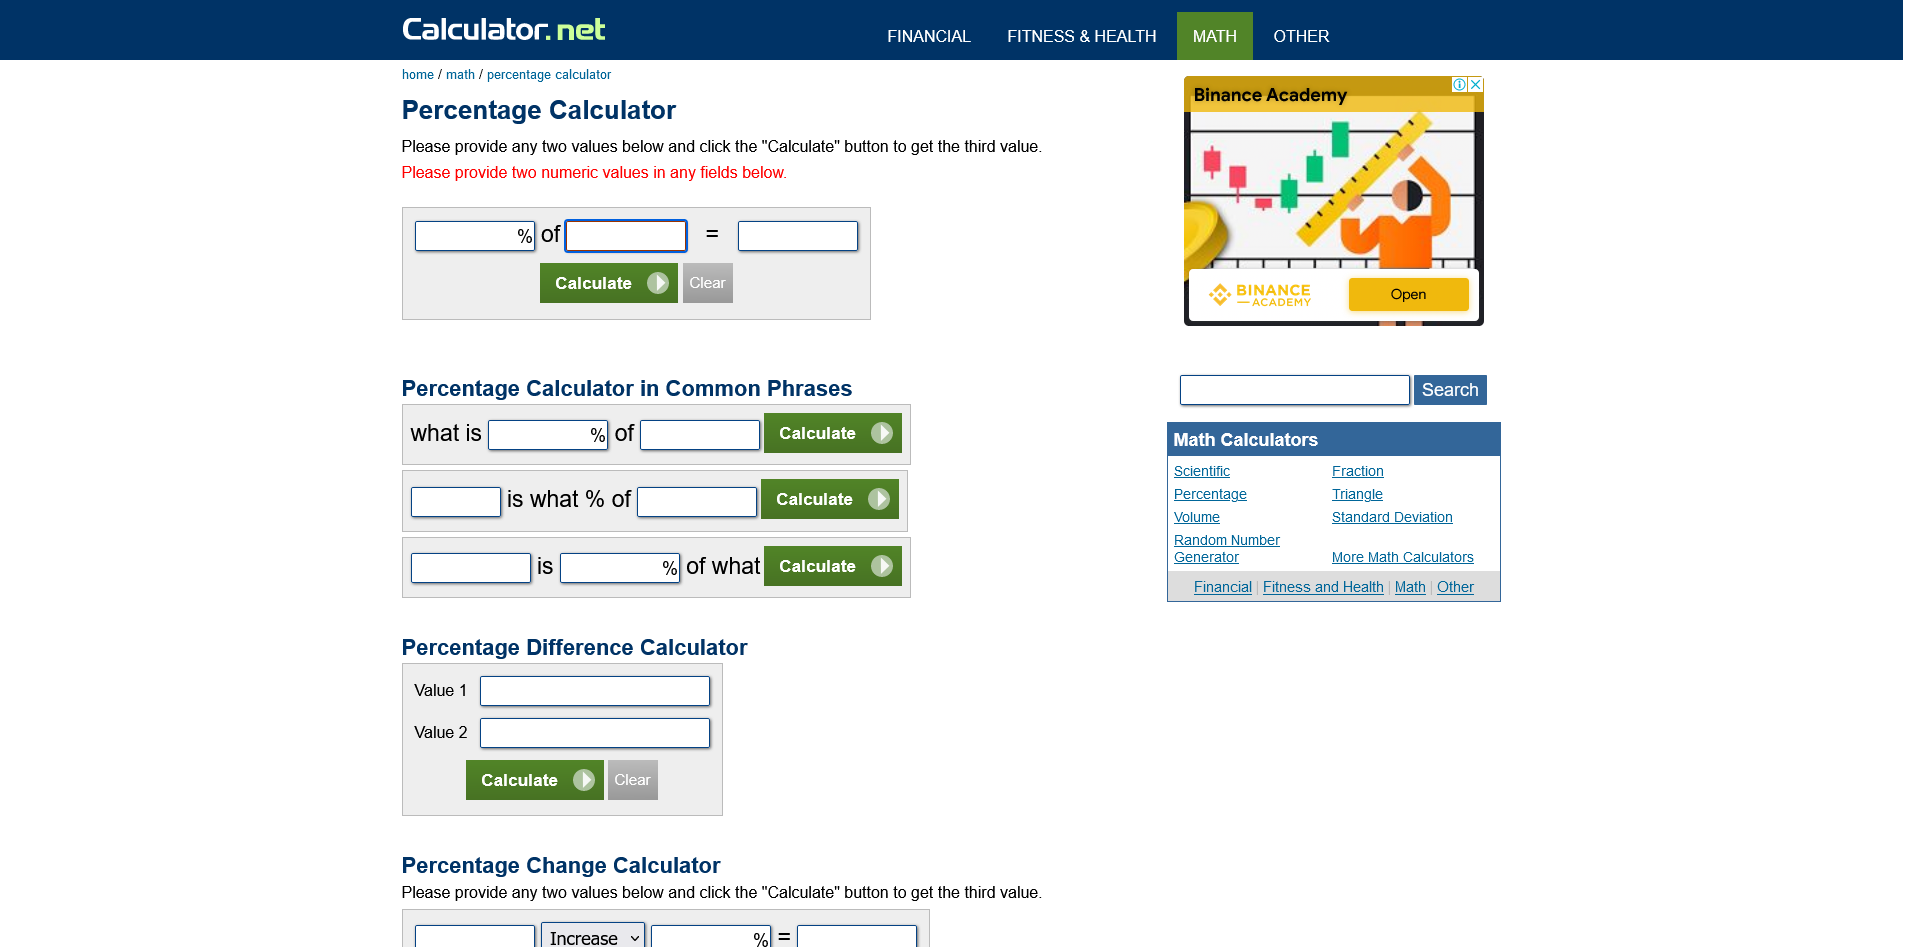 Calculator.net
FINANCIAL FITNESS & HEALTH MATH OTHER
home / math / percentage calculator
Percentage Calculator
Please provide any two values below and click the "Calculate" button to get the third value.
Please provide two numeric values in any fields below.
% of =
Calculate Clear
Percentage Calculator in Common Phrases
what is % of Calculate
is what % of Calculate
is % of what Calculate
Percentage Difference Calculator
Value 1
Value 2
Calculate Clear
Percentage Change Calculator
Please provide any two values below and click the "Calculate" button to get the third value.
Increase % =
Binance Academy
BINANCE
ACADEMY
Open
Search
Math Calculators
Scientific Fraction
Percentage Triangle
Volume Standard Deviation
Random Number
Generator More Math Calculators
Financial | Fitness and Health | Math | Other